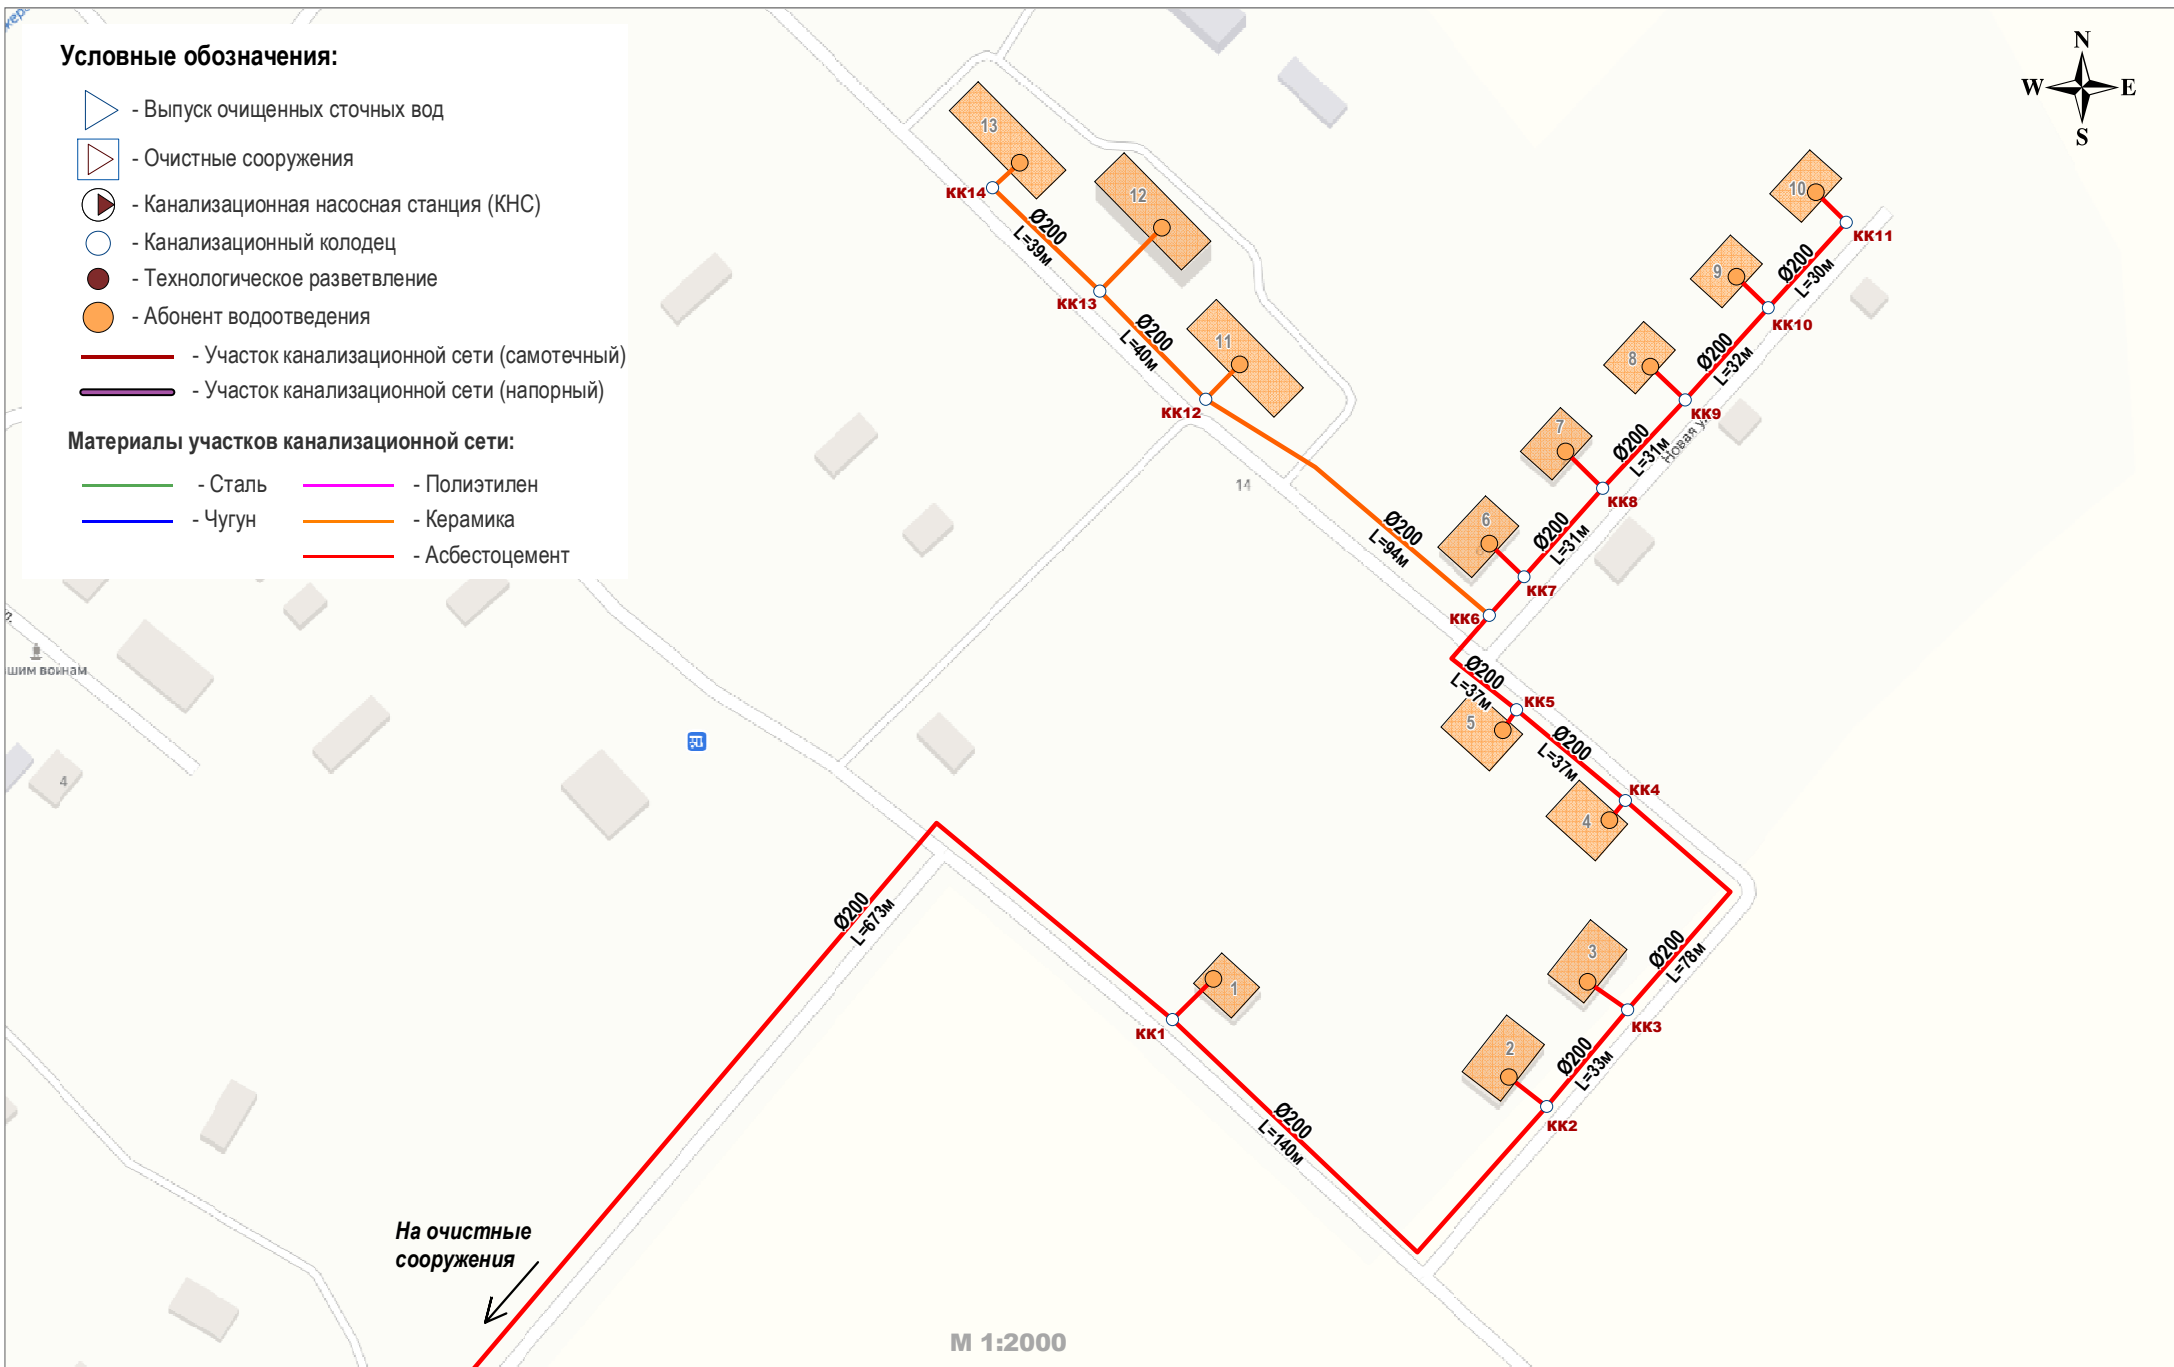 Условные обозначения:
- Выпуск очищенных сточных вод
- Очистные сооружения
- Канализационная насосная станция (КНС)
- Канализационный колодец
- Технологическое разветвление
- Абонент водоотведения
- Участок канализационной сети (самотечный)
- Участок канализационной сети (напорный)
Материалы участков канализационной сети:
- Сталь
- Полиэтилен
- Чугун
- Керамика
- Асбестоцемент
N
W
E
S
13
КК14
12
Ø200
L=39м
КК13
11
Ø200
L=40м
КК12
14
Ø200
L=94м
10
КК11
Ø200
L=30м
9
КК10
Ø200
L=32м
8
КК9
Новая у
Ø200
L=31м
7
КК8
Ø200
L=31м
6
КК7
КК6
Ø200
L=37м
КК5
5
Ø200
L=37м
КК4
4
Ø200
L=78м
3
КК3
Ø200
L=33м
2
КК2
1
КК1
Ø200
L=140м
Ø200
L=673м
шим воинам
4
На очистные
сооружения
М 1:2000